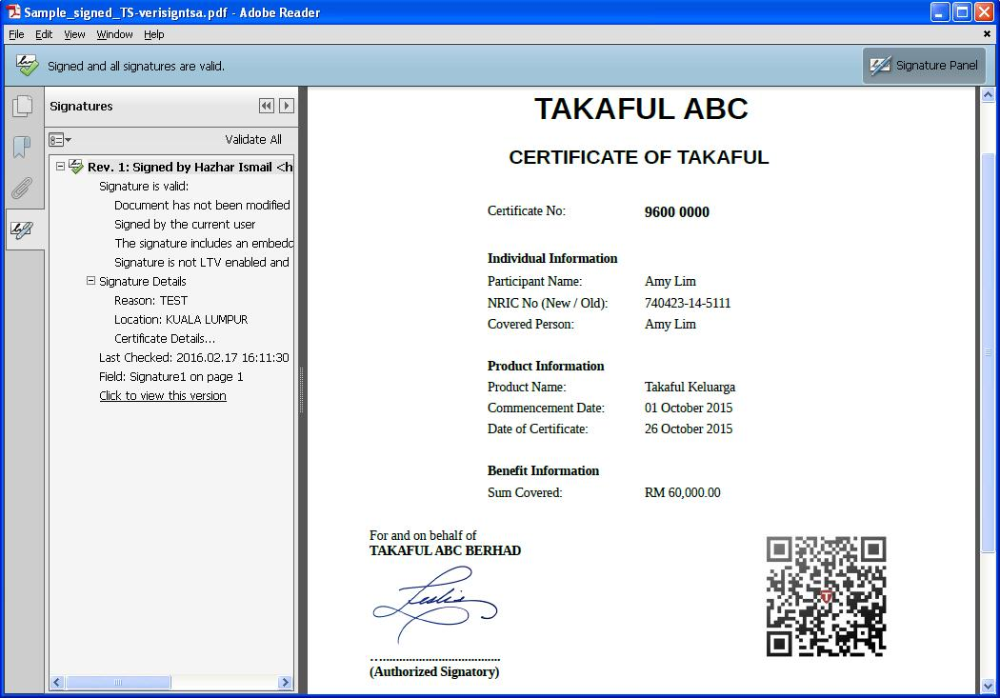 Sample_signed_TS-verisigntsa.pdf - Adobe Reader
File Edit View Window Help
Signed and all signatures are valid.
Signature Panel
Signatures
Validate All
Rev. 1: Signed by Hazhar Ismail <h
Signature is valid:
Document has not been modified
Signed by the current user
The signature includes an embedd
Signature is not LTV enabled and
Signature Details
Reason: TEST
Location: KUALA LUMPUR
Certificate Details...
Last Checked: 2016.02.17 16:11:30
Field: Signature1 on page 1
Click to view this version
TAKAFUL ABC
CERTIFICATE OF TAKAFUL
Certificate No: 9600 0000
Individual Information
Participant Name: Amy Lim
NRIC No (New / Old): 740423-14-5111
Covered Person: Amy Lim
Product Information
Product Name: Takaful Keluarga
Commencement Date: 01 October 2015
Date of Certificate: 26 October 2015
Benefit Information
Sum Covered: RM 60,000.00
For and on behalf of
TAKAFUL ABC BERHAD
Leslie
........................................
(Authorized Signatory)
T